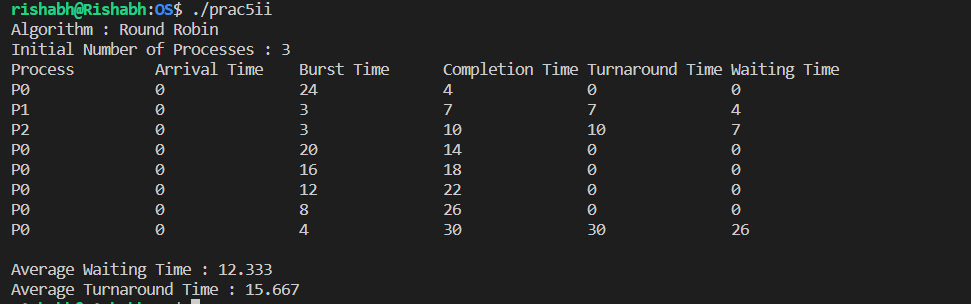 rishabh@Rishabh:OS$ ./prac5ii
Algorithm : Round Robin
Initial Number of Processes : 3
Process Arrival Time Burst Time Completion Time Turnaround Time Waiting Time
P0 0 24 4 0 0
P1 0 3 7 7 4
P2 0 3 10 10 7
P0 0 20 14 0 0
P0 0 16 18 0 0
P0 0 12 22 0 0
P0 0 8 26 0 0
P0 0 4 30 30 26
Average Waiting Time : 12.333
Average Turnaround Time : 15.667